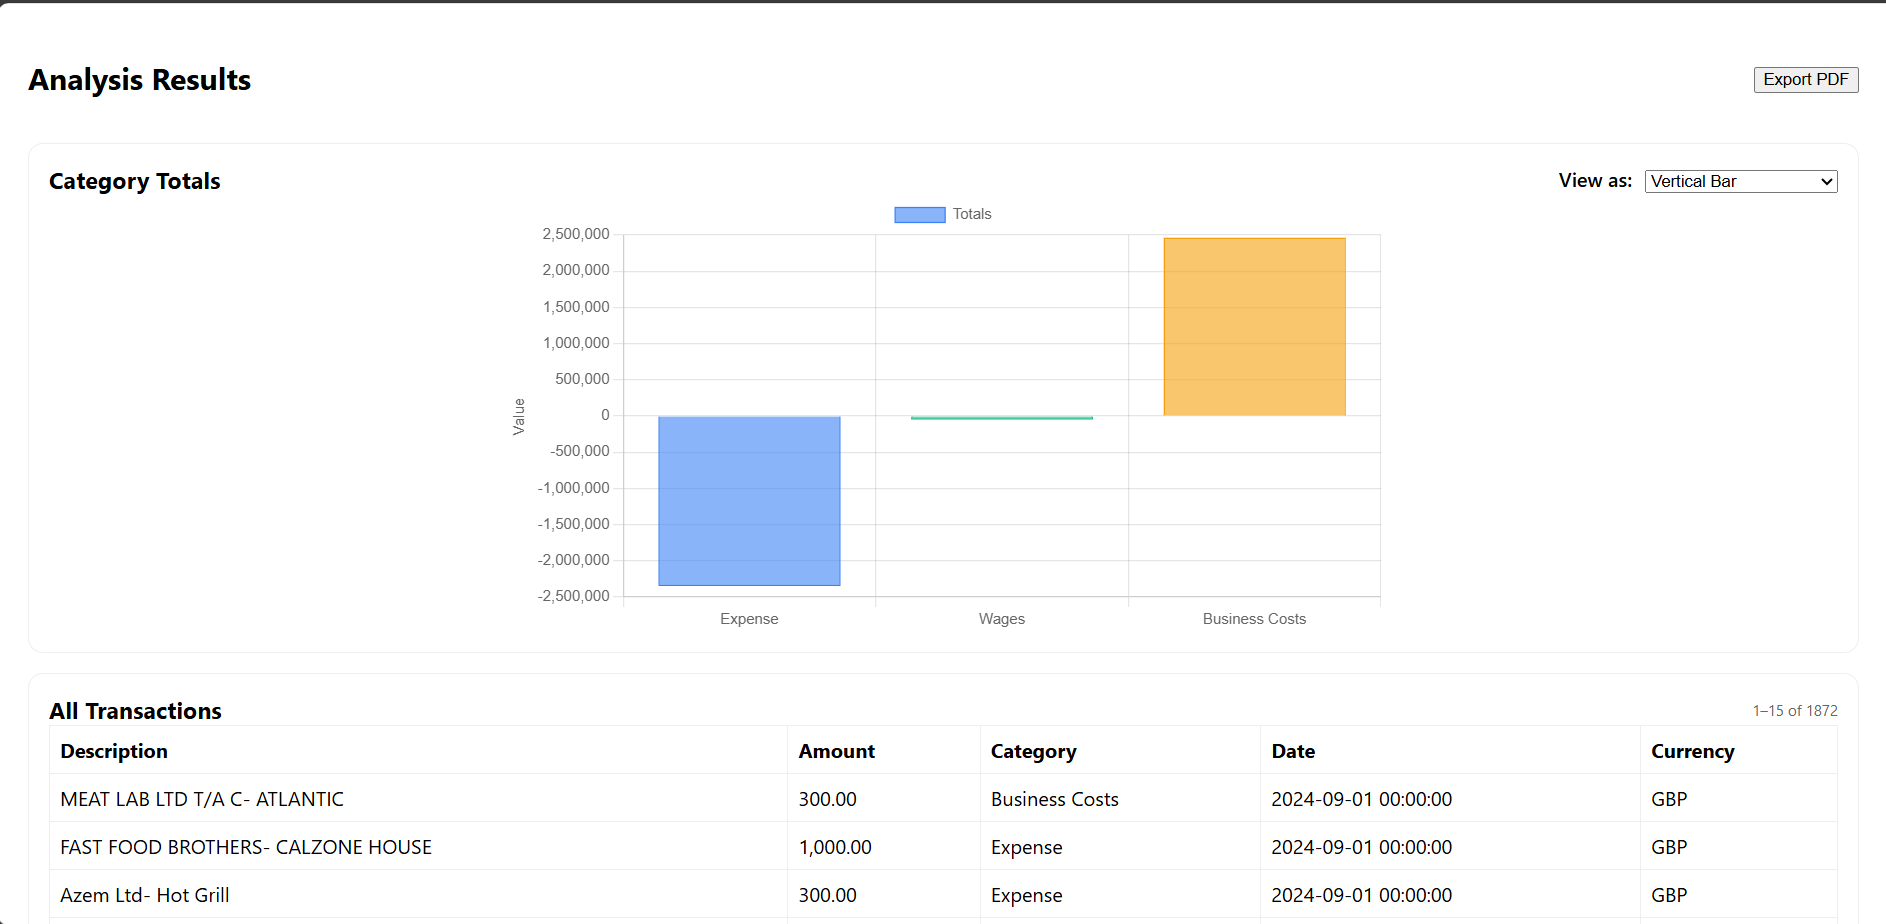 Analysis Results
Export PDF
Category Totals
View as: Vertical Bar
Totals
2,500,000
2,000,000
1,500,000
1,000,000
500,000
0
-500,000
-1,000,000
-1,500,000
-2,000,000
-2,500,000
Value
Expense Wages Business Costs
All Transactions
1–15 of 1872
Description Amount Category Date Currency
MEAT LAB LTD T/A C- ATLANTIC 300.00 Business Costs 2024-09-01 00:00:00 GBP
FAST FOOD BROTHERS- CALZONE HOUSE 1,000.00 Expense 2024-09-01 00:00:00 GBP
Azem Ltd- Hot Grill 300.00 Expense 2024-09-01 00:00:00 GBP